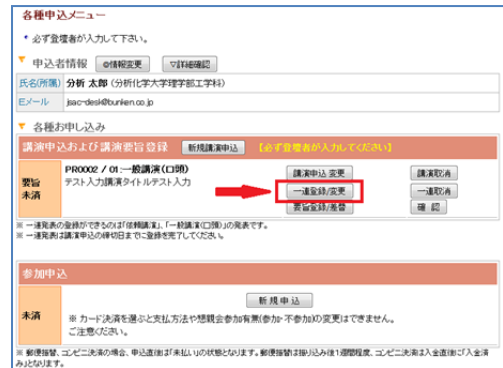 各種申込メニュー
* 必ず登壇者が入力して下さい。
▼ 申込者情報 ◎情報変更 ▽詳細確認
氏名(所属) 分析 太郎 (分析化学大学理学部工学科)
Eメール jsac-desk@bunken.co.jp
▼ 各種お申し込み
講演申込および講演要旨登録 新規講演申込 【必ず登壇者が入力してください】
要旨未済
PR0002 / 01:一般講演(口頭)
テスト入力講演タイトルテスト入力
講演申込 変更 講演取消
一連登録/変更 一連取消
要旨登録/差替 確 認
※ 一連発表の登録ができるのは「依頼講演」、「一般講演(口頭)」の発表です。
※ 一連発表は講演申込の締切日までに登録を完了してください。
参加申込
新 規 申 込
未済
※ カード決済を選ぶと支払方法や懇親会参加有無(参加・不参加)の変更はできません。
ご注意ください。
※ 郵便振替、コンビニ決済の場合、申込直後は「未払い」の状態となります。郵便振替は振り込み後1週間程度、コンビニ決済は入金直後に「入金済
み」となります。